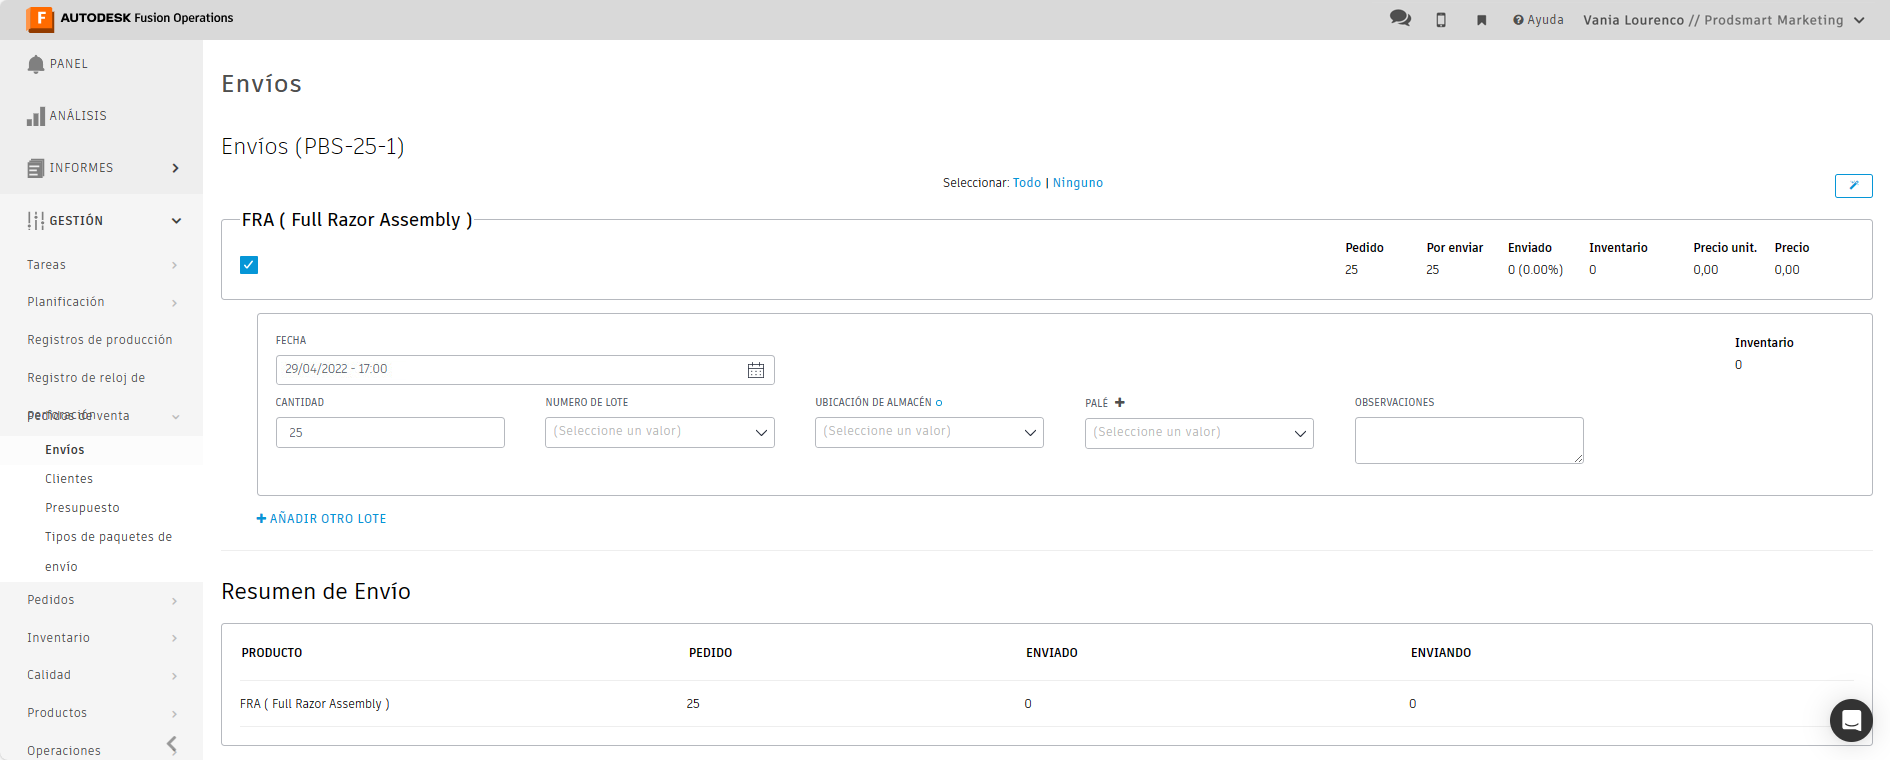 AUTODESK Fusion Operations
Ayuda
Vania Lourenco // Prodsmart Marketing
PANEL
ANÁLISIS
INFORMES
GESTIÓN
Tareas
Planificación
Registros de producción
Registro de reloj de
perforación
Pedidos de venta
Envíos
Clientes
Presupuesto
Tipos de paquetes de
envío
Pedidos
Inventario
Calidad
Productos
Operaciones
Envíos
Envíos (PBS-25-1)
Seleccionar: Todo | Ninguno
FRA ( Full Razor Assembly )
Pedido Por enviar Enviado Inventario Precio unit. Precio
25 25 0 (0.00%) 0 0,00 0,00
FECHA
29/04/2022 - 17:00
Inventario
0
CANTIDAD NUMERO DE LOTE UBICACIÓN DE ALMACÉN PALÉ OBSERVACIONES
25 (Seleccione un valor) (Seleccione un valor) (Seleccione un valor)
AÑADIR OTRO LOTE
Resumen de Envío
PRODUCTO PEDIDO ENVIADO ENVIANDO
FRA ( Full Razor Assembly ) 25 0 0